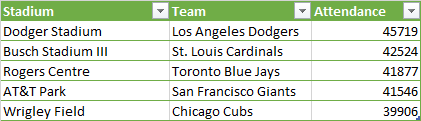 Stadium Team Attendance
Dodger Stadium Los Angeles Dodgers 45719
Busch Stadium III St. Louis Cardinals 42524
Rogers Centre Toronto Blue Jays 41877
AT&T Park San Francisco Giants 41546
Wrigley Field Chicago Cubs 39906